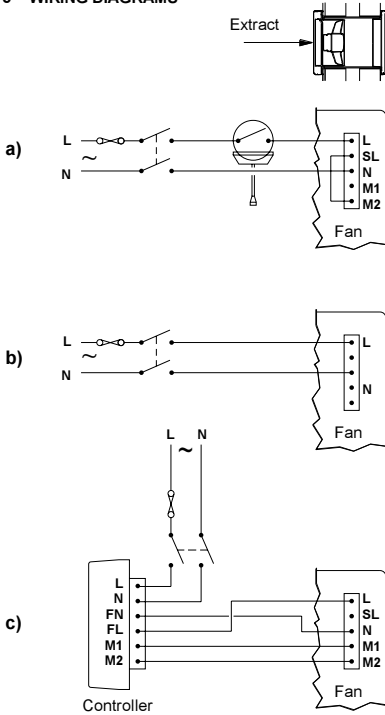 WIRING DIAGRAMS
Extract
a)
L
~
N
L
SL
N
M1
M2
Fan
b)
L
~
N
L
N
Fan
c)
L N
~
L
N
FN
FL
M1
M2
Controller
L
SL
N
M1
M2
Fan